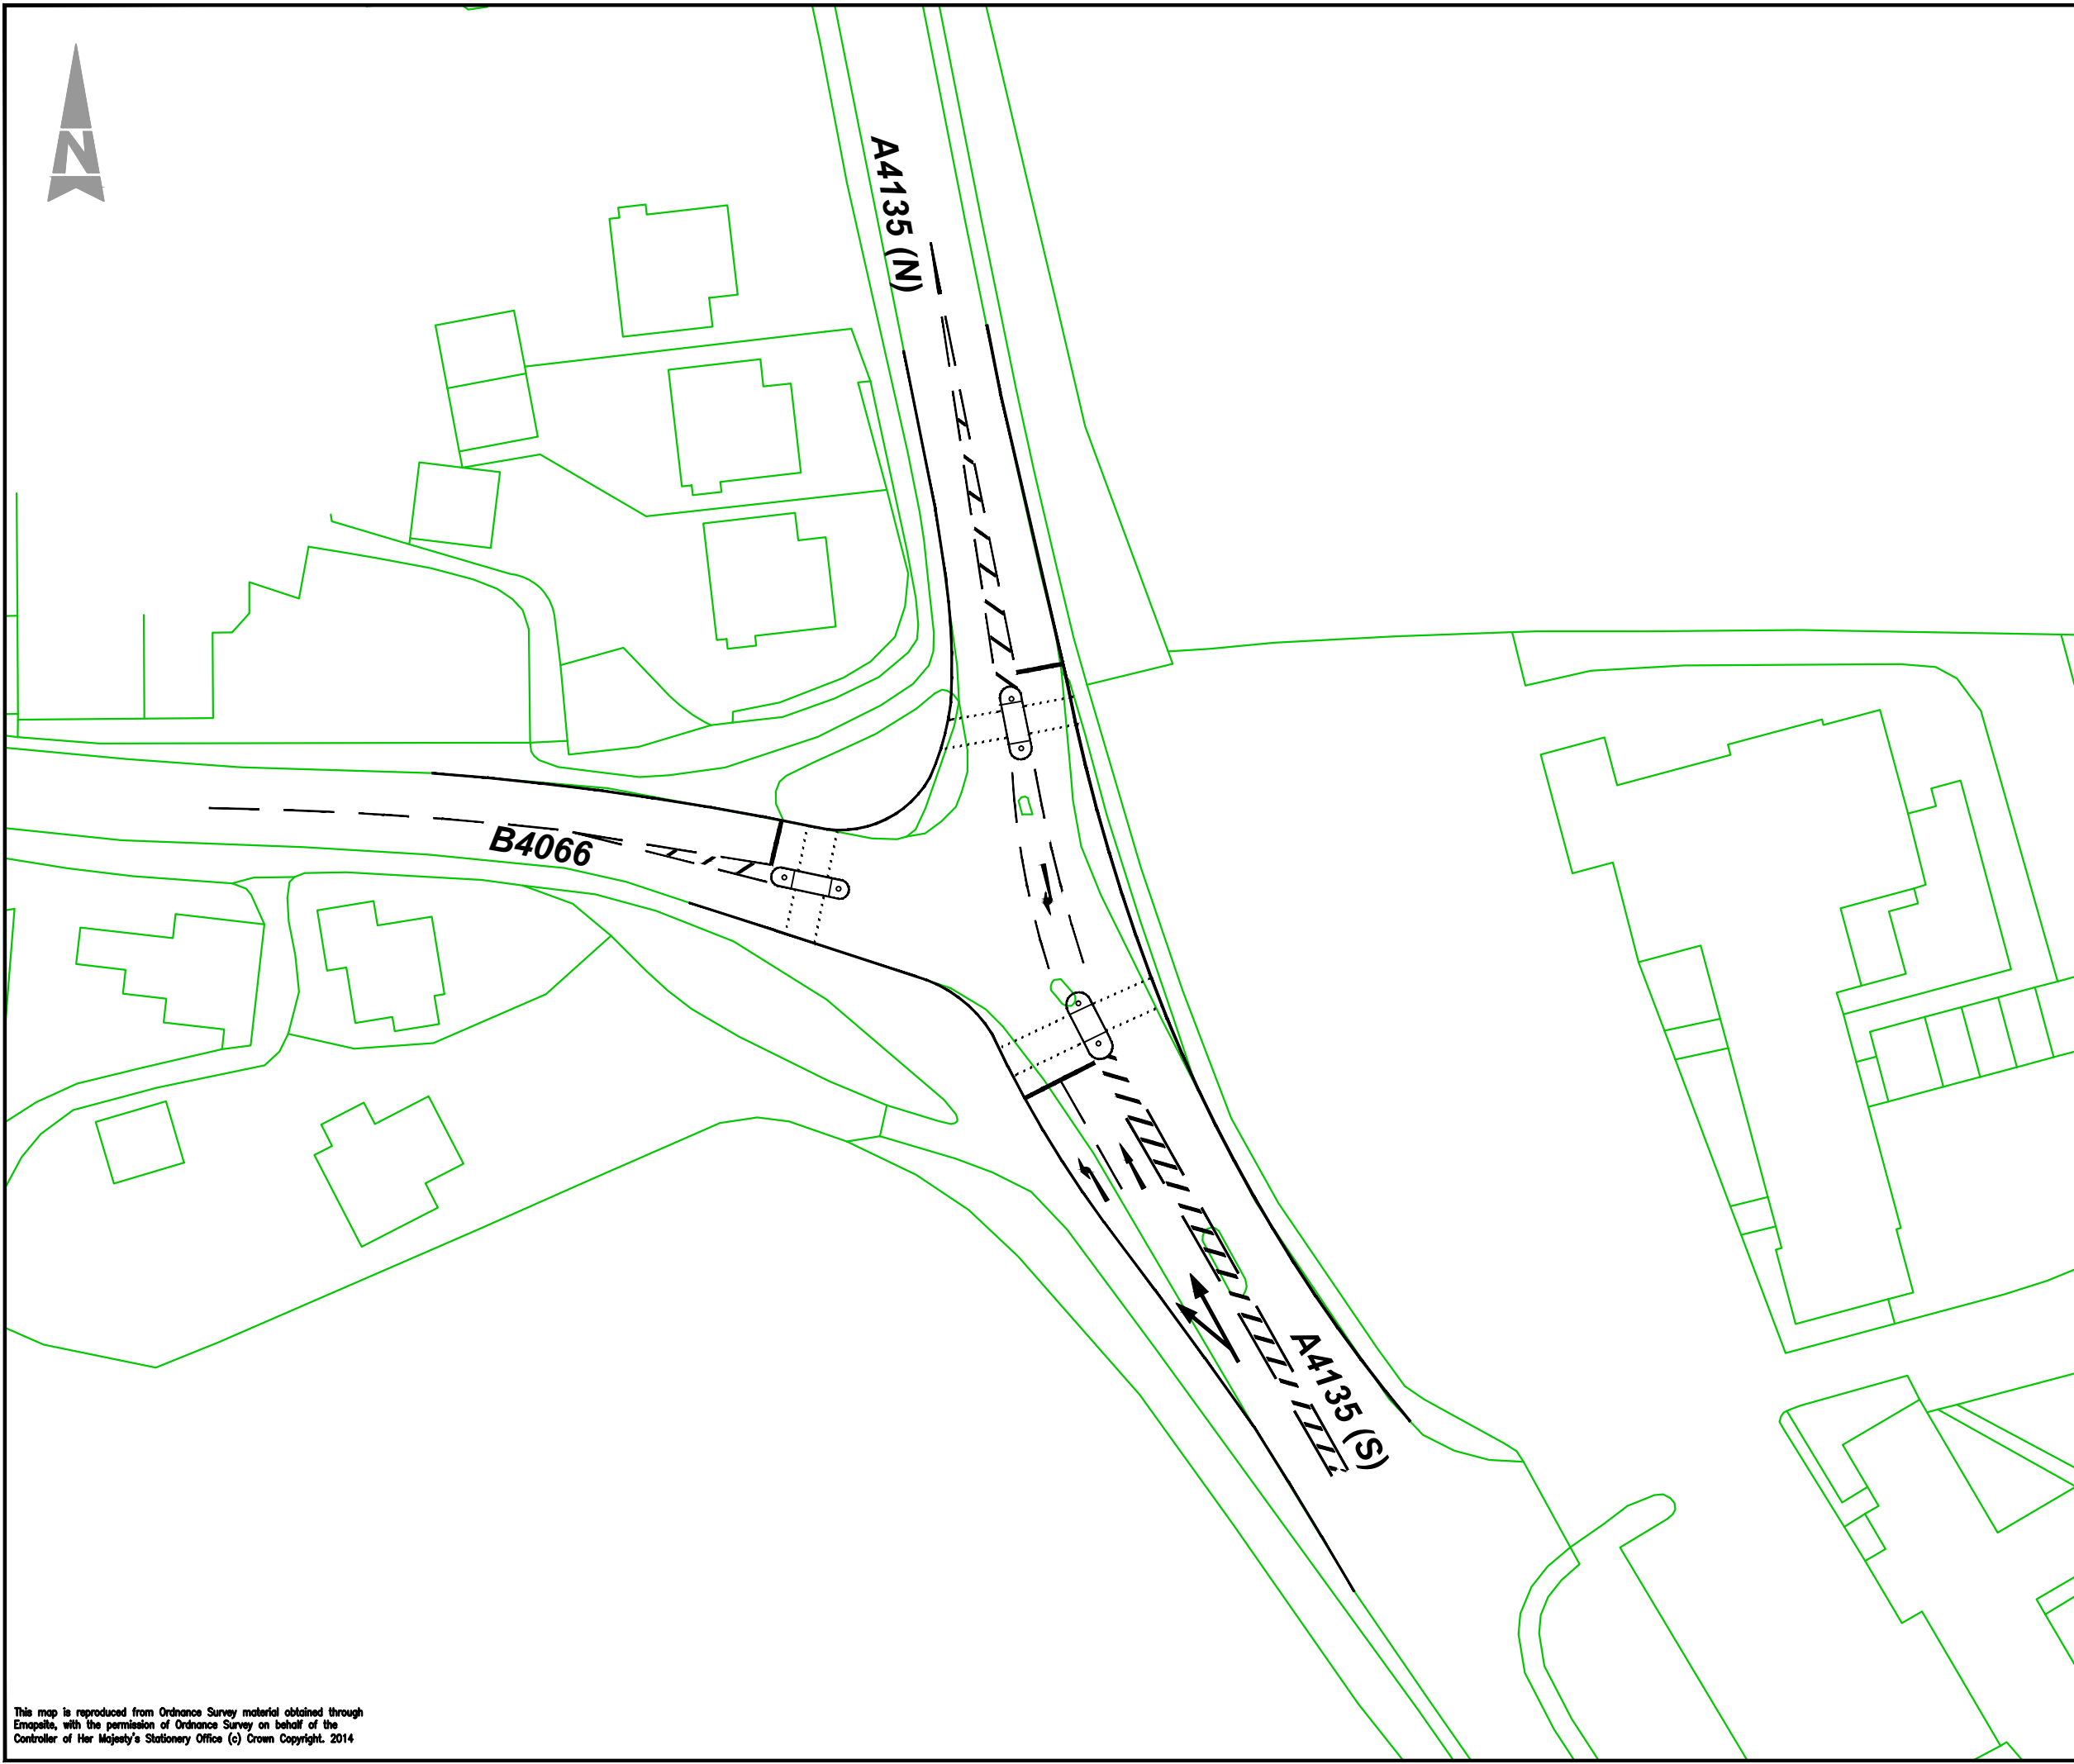 N
A4135 (N)
B4066
A4135 (S)
This map is reproduced from Ordnance Survey material obtained through
Emapsite, with the permission of Ordnance Survey on behalf of the
Controller of Her Majesty's Stationery Office (c) Crown Copyright. 2014